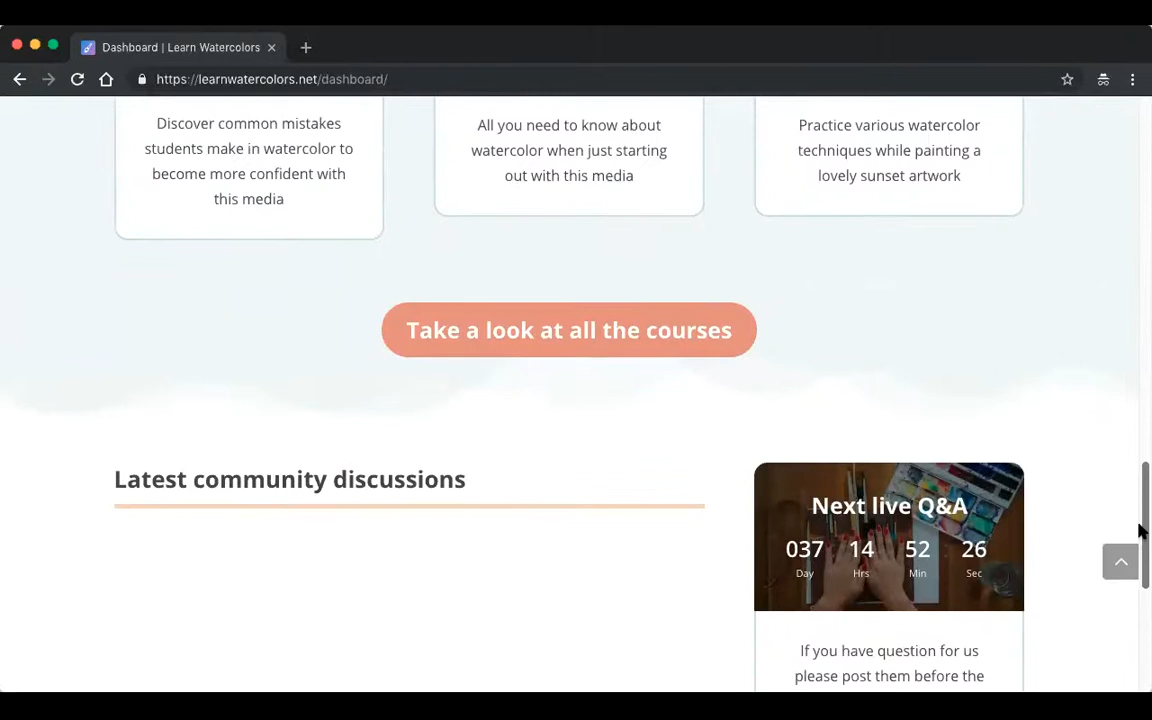 Dashboard | Learn Watercolors
https://learnwatercolors.net/dashboard/
Discover common mistakes
students make in watercolor to
become more confident with
this media
All you need to know about
watercolor when just starting
out with this media
Practice various watercolor
techniques while painting a
lovely sunset artwork
Take a look at all the courses
Latest community discussions
Next live Q&A
037 14 52 26
Day Hrs Min Sec
If you have question for us
please post them before the